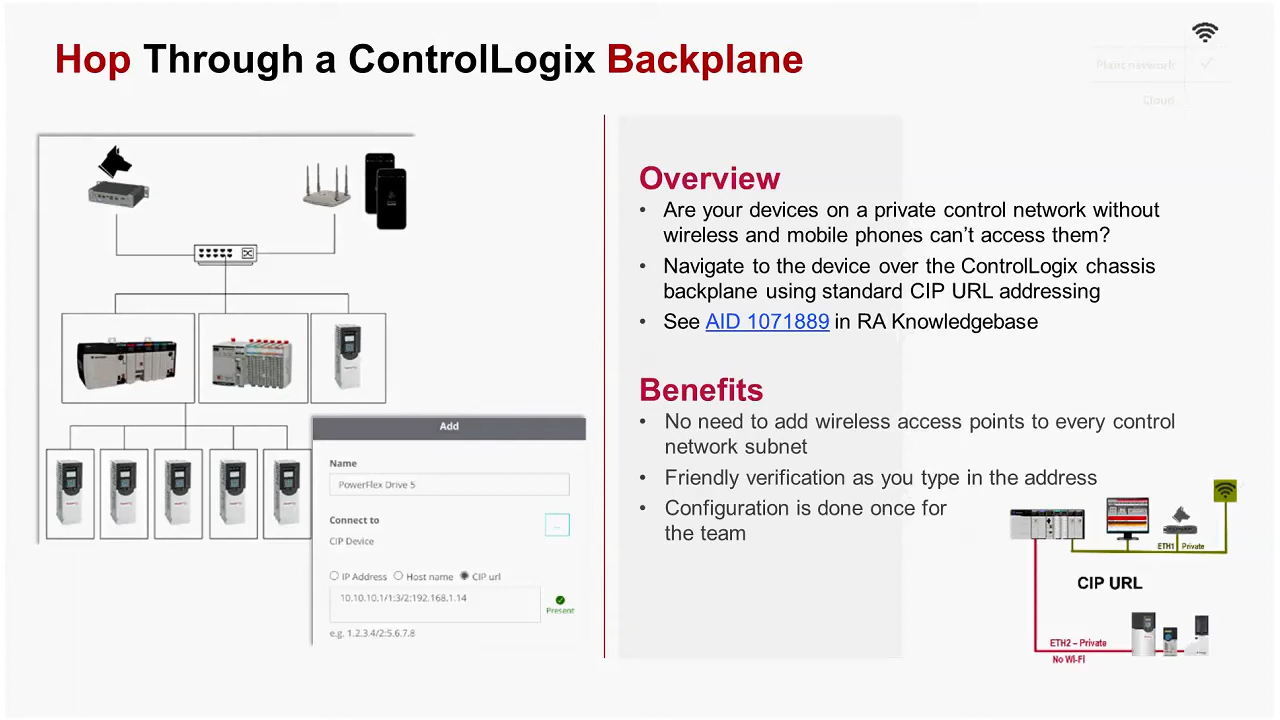 Hop Through a ControlLogix Backplane
Plant network
Cloud
Overview
• Are your devices on a private control network without
wireless and mobile phones can’t access them?
• Navigate to the device over the ControlLogix chassis
backplane using standard CIP URL addressing
• See AID 1071889 in RA Knowledgebase
Benefits
• No need to add wireless access points to every control
network subnet
• Friendly verification as you type in the address
• Configuration is done once for
the team
Add
Name
PowerFlex Drive 5
Connect to
...
CIP Device
IP Address Host name CIP url
10.10.10.1/1:3/2:192.168.1.14
Present
e.g. 1.2.3.4/2:5.6.7.8
ETH1 Private
CIP URL
ETH2 – Private
No Wi-Fi